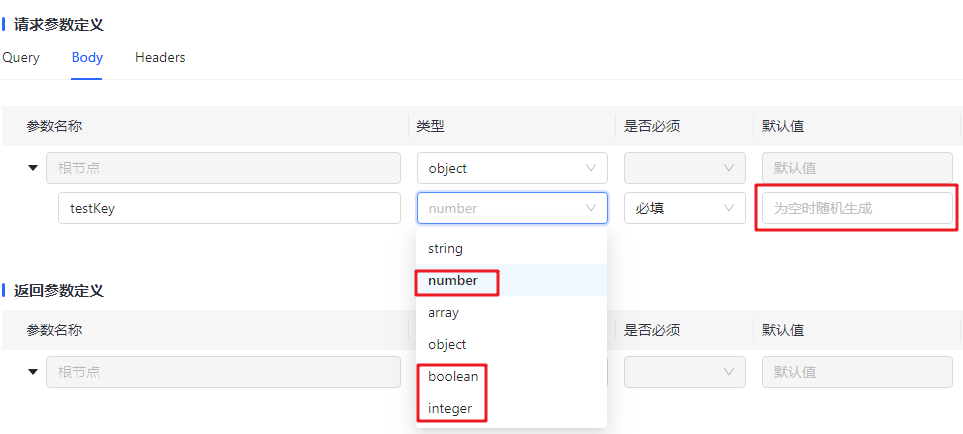 请求参数定义
Query Body Headers
参数名称 类型 是否必须 默认值
根节点 object 默认值
testKey number 必填 为空时随机生成
string
number
返回参数定义
array
参数名称 是否必须 默认值
object
根节点 默认值
boolean
integer